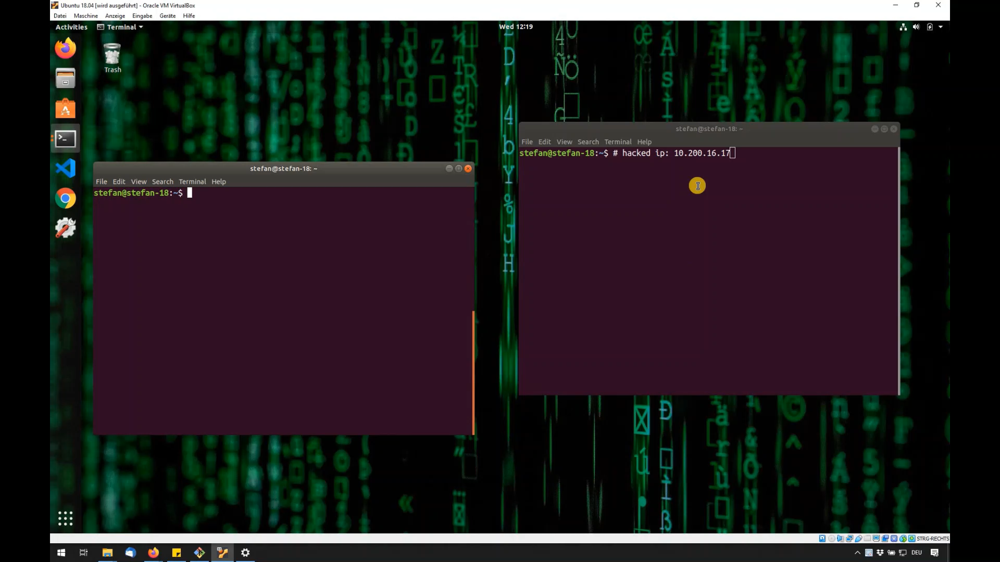 Ubuntu 18.04 [wird ausgeführt] - Oracle VM VirtualBox
Datei Maschine Anzeige Eingabe Geräte Hilfe
Activities Terminal Wed 12:19
Trash
stefan@stefan-18: ~
File Edit View Search Terminal Help
stefan@stefan-18:~$ # hacked ip: 10.200.16.17
stefan@stefan-18: ~
File Edit View Search Terminal Help
stefan@stefan-18:~$
STRG-RECHTS
DEU